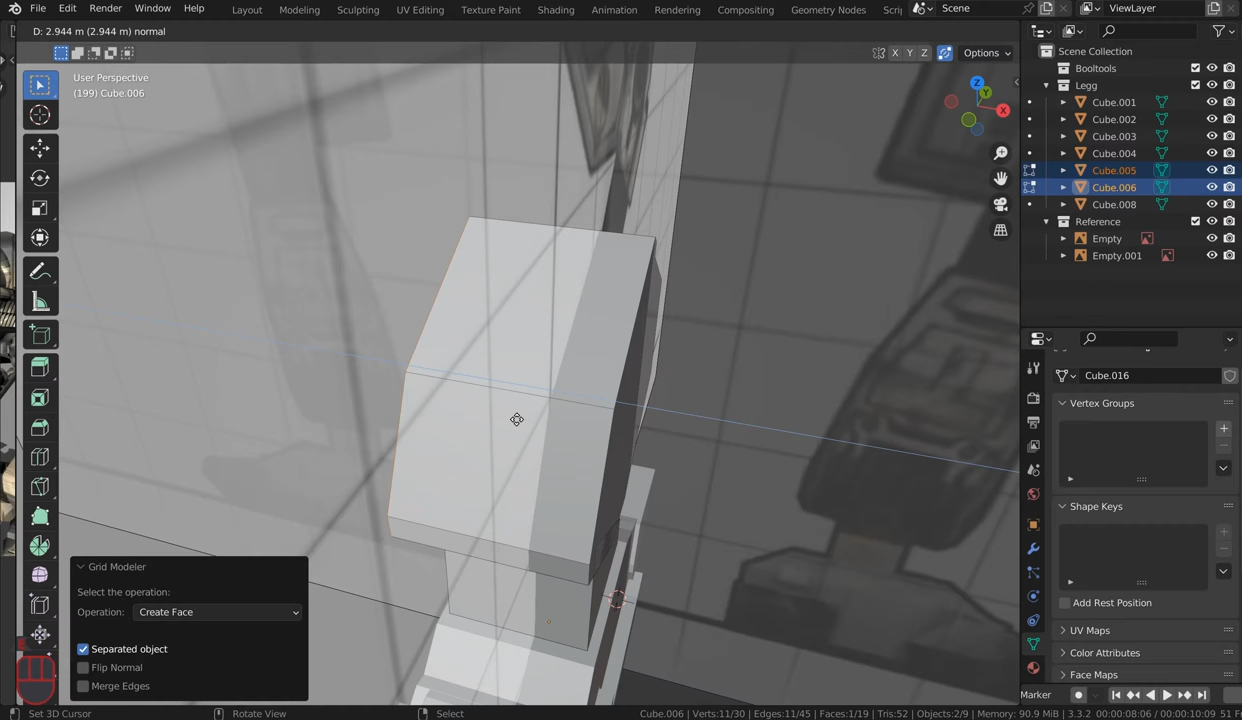 File Edit Render Window Help Layout Modeling Sculpting UV Editing Texture Paint Shading Animation Rendering Compositing Geometry Nodes Scrip Scene ViewLayer
D: 2.944 m (2.944 m) normal
X Y Z Options
User Perspective
(199) Cube.006
Z
Y
X
Scene Collection
Booltools
Legg
Cube.001
Cube.002
Cube.003
Cube.004
Cube.005
Cube.006
Cube.008
Reference
Empty
Empty.001
Cube.016
Vertex Groups
Shape Keys
Add Rest Position
UV Maps
Color Attributes
Face Maps
Grid Modeler
Select the operation:
Operation: Create Face
Separated object
Flip Normal
Merge Edges
Marker
Set 3D Cursor Rotate View Select Cube.006 | Verts:11/30 | Edges:11/45 | Faces:1/19 | Tris:52 | Objects:2/9 | Memory: 90.9 MiB | 3.3.2 00:00:08:06 / 00:00:10:09 51 F